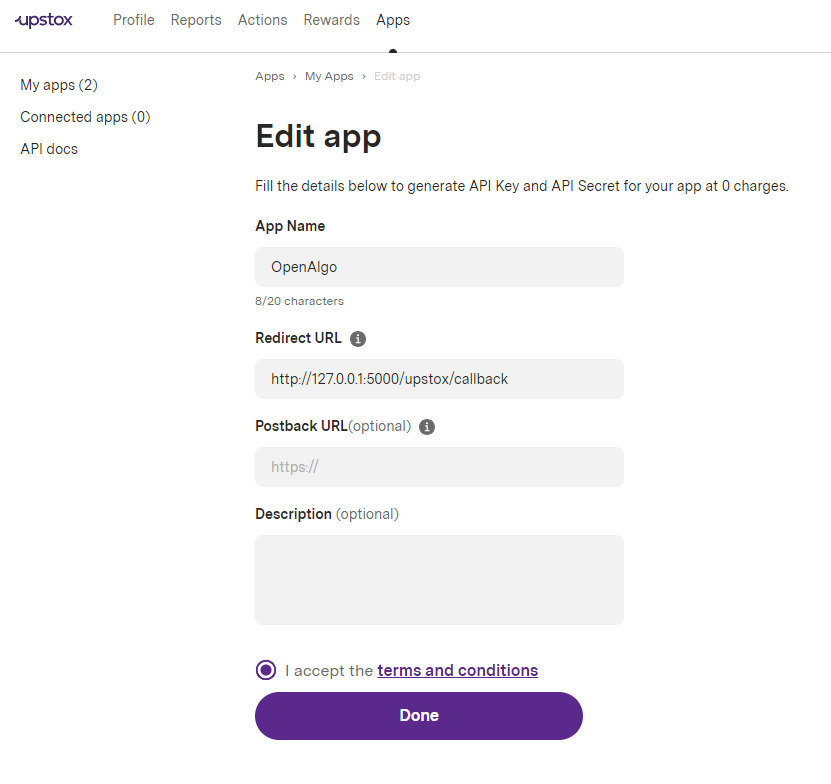 upstox
Profile Reports Actions Rewards Apps
My apps (2)
Connected apps (0)
API docs
Apps › My Apps › Edit app
Edit app
Fill the details below to generate API Key and API Secret for your app at 0 charges.
App Name
OpenAlgo
8/20 characters
Redirect URL i
http://127.0.0.1:5000/upstox/callback
Postback URL(optional) i
https://
Description (optional)
I accept the terms and conditions
Done